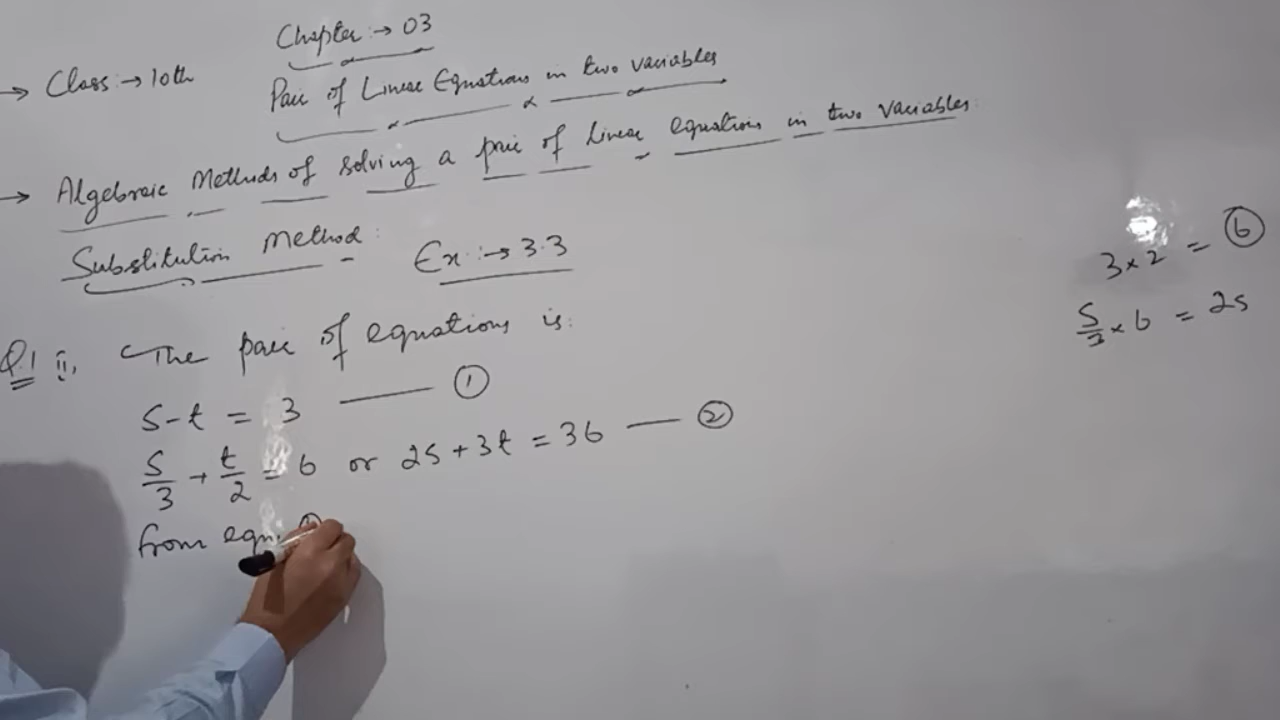 Chapter :→ 03
→ Class :→ 10th
Pair of Linear Equations in two variables
→ Algebraic Methods of solving a pair of Linear equations in two variables:
Substitution Method:
Ex. :→ 3.3
Q.1 ii, The pair of equations is:
S-t = 3 —— ①
S/3 + t/2 = 6 or 2S + 3t = 36 —— ②
from eqn. ①
3 × 2 = ⑥
S/3 × 6 = 2S